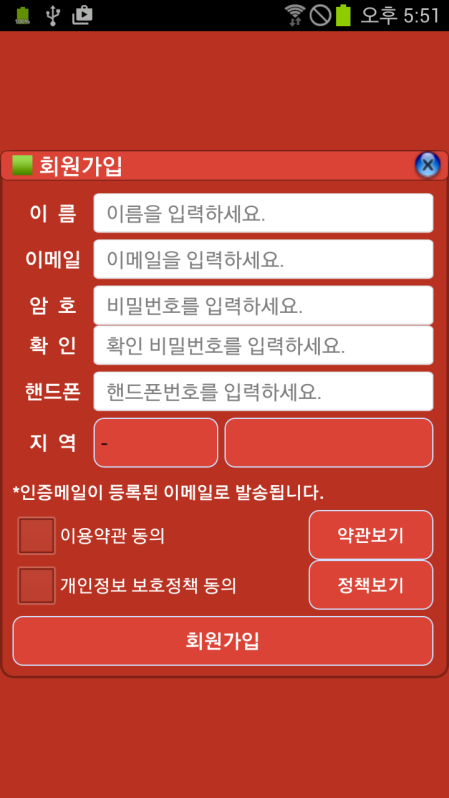 100%
오후 5:51
회원가입
이 름 이름을 입력하세요.
이메일 이메일을 입력하세요.
암 호 비밀번호를 입력하세요.
확 인 확인 비밀번호를 입력하세요.
핸드폰 핸드폰번호를 입력하세요.
지 역 -
*인증메일이 등록된 이메일로 발송됩니다.
이용약관 동의 약관보기
개인정보 보호정책 동의 정책보기
회원가입